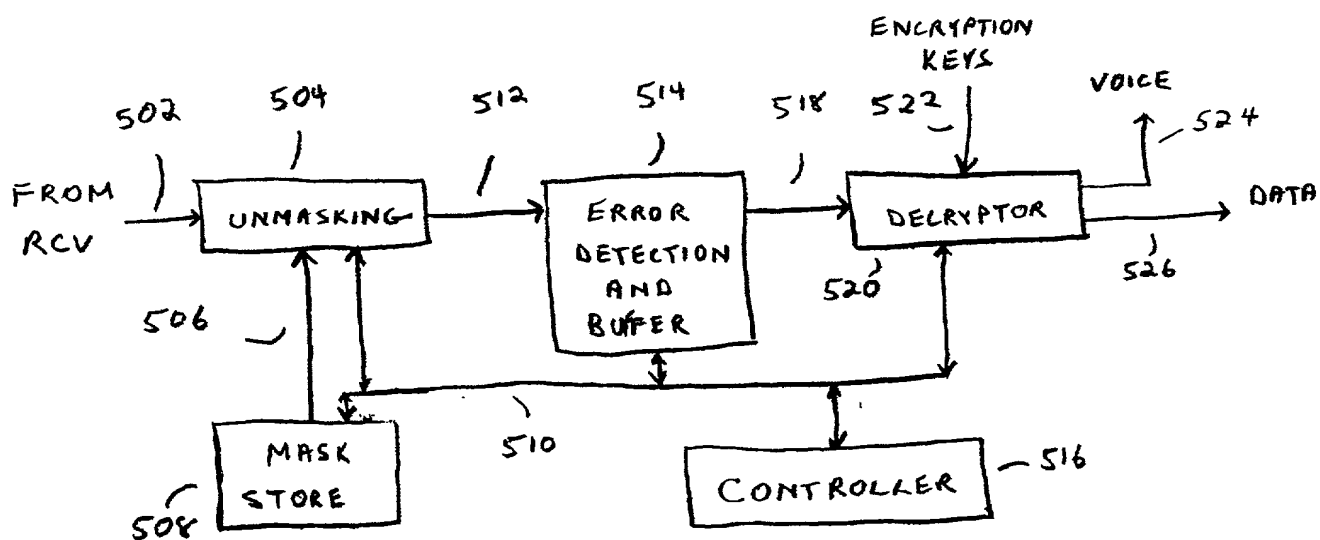 ENCRYPTION
KEYS
VOICE
502
504
512
514
518
522
524
FROM
RCV
UNMASKING
ERROR
DETECTION
AND
BUFFER
DECRYPTOR
DATA
506
520
526
510
MASK
STORE
508
CONTROLLER
516